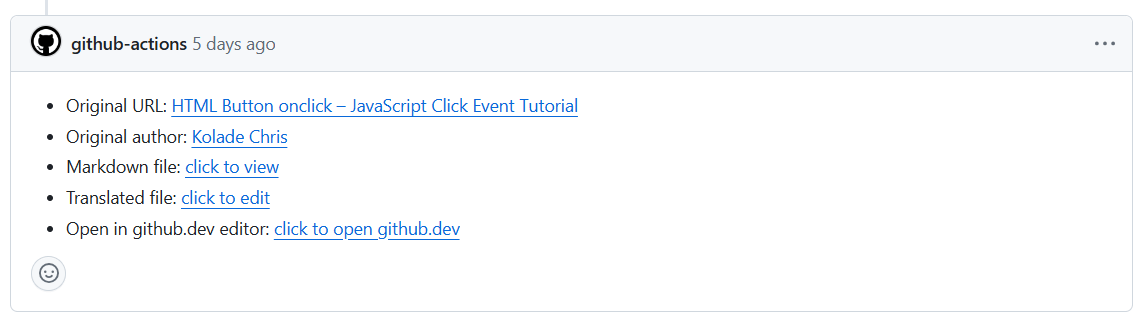 github-actions 5 days ago
Original URL: HTML Button onclick – JavaScript Click Event Tutorial
Original author: Kolade Chris
Markdown file: click to view
Translated file: click to edit
Open in github.dev editor: click to open github.dev